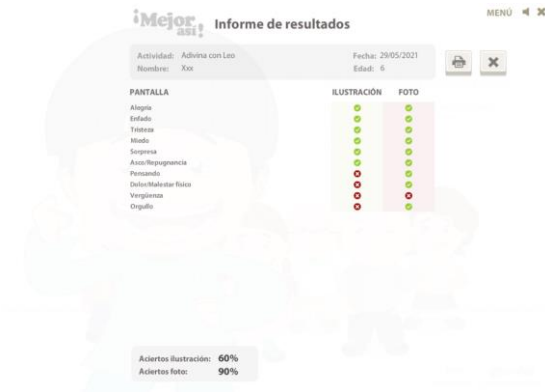 MENÚ
¡Mejor así! Informe de resultados
Actividad: Adivina con Leo Fecha: 29/05/2021
Nombre: Xxx Edad: 6
PANTALLA ILUSTRACIÓN FOTO
Alegría
Enfado
Tristeza
Miedo
Sorpresa
Asco/Repugnancia
Pensando
Dolor/Malestar físico
Vergüenza
Orgullo
Aciertos ilustración: 60%
Aciertos foto: 90%